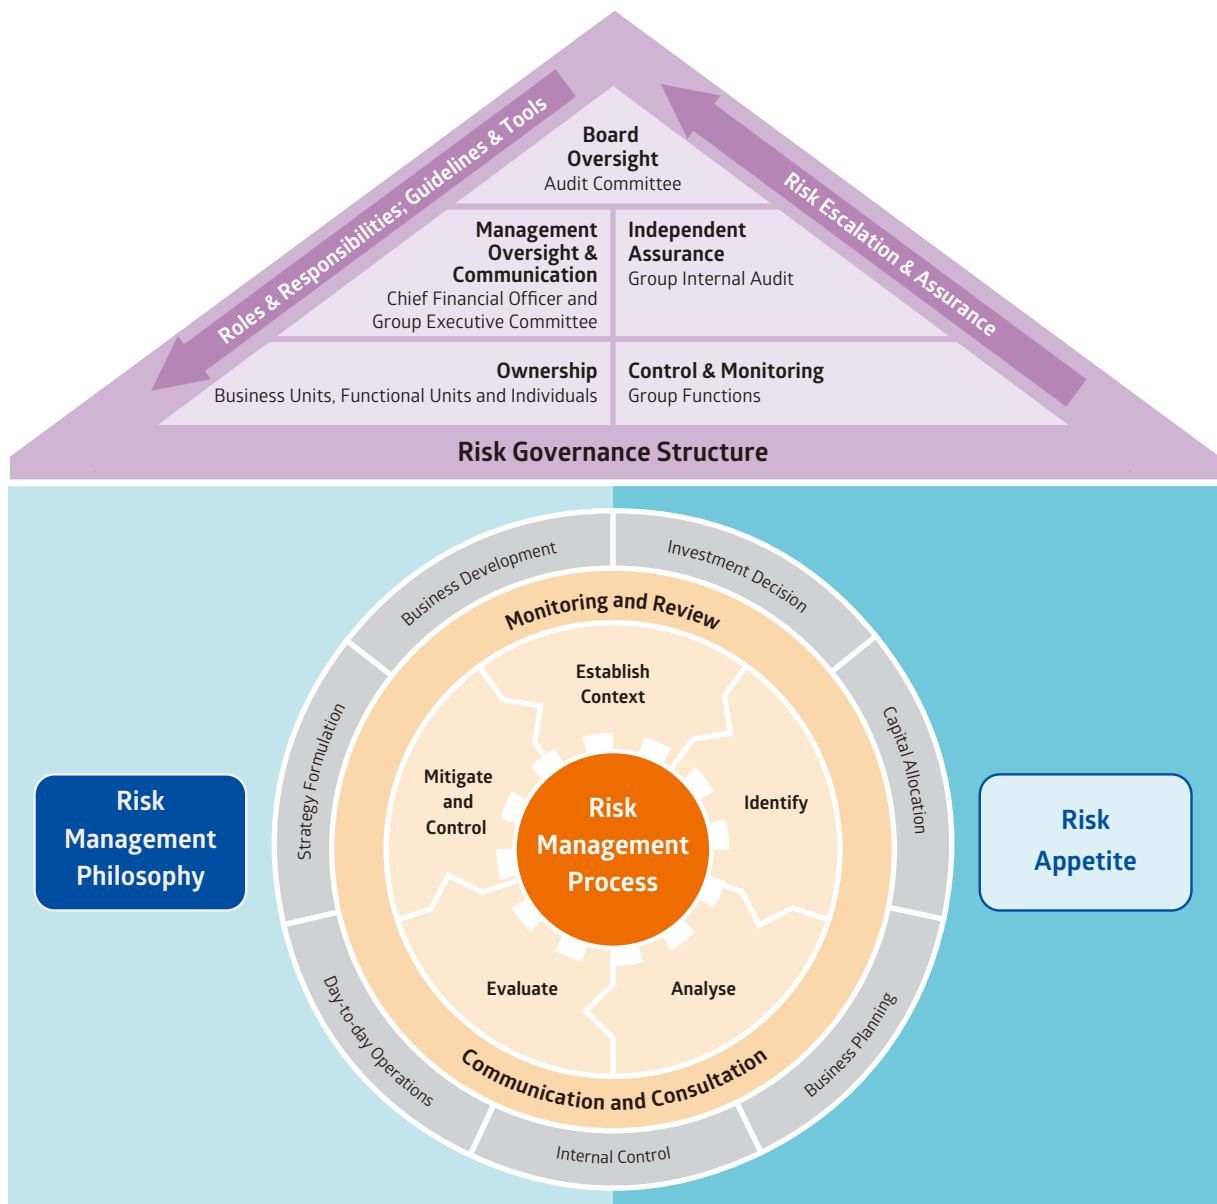 Board
Oversight
Audit Committee
Roles & Responsibilities; Guidelines & Tools
Risk Escalation & Assurance
Management
Oversight &
Communication
Chief Financial Officer and
Group Executive Committee
Independent
Assurance
Group Internal Audit
Ownership
Business Units, Functional Units and Individuals
Control & Monitoring
Group Functions
Risk Governance Structure
Business Development
Investment Decision
Capital Allocation
Business Planning
Internal Control
Day-to-day Operations
Strategy Formulation
Monitoring and Review
Communication and Consultation
Establish
Context
Identify
Analyse
Evaluate
Mitigate
and
Control
Risk
Management
Process
Risk
Management
Philosophy
Risk
Appetite